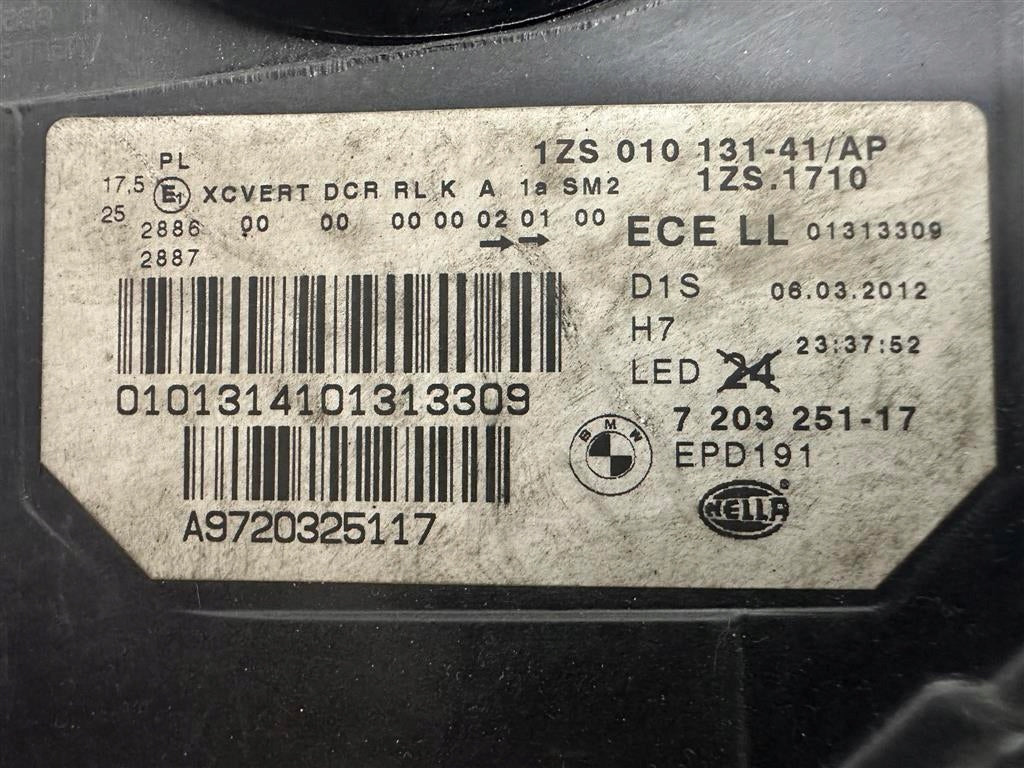 1ZS 010 131-41/AP
1ZS.1710
PL
17,5 E1 XCVERT DCR RL K A 1a SM2
25 2886 00 00 00 00 02 01 00
2887
ECE LL 01313309
D1S 06.03.2012
H7 23:37:52
LED 24
0101314101313309
BMW 7 203 251-17
EPD191
A9720325117
HELLA®